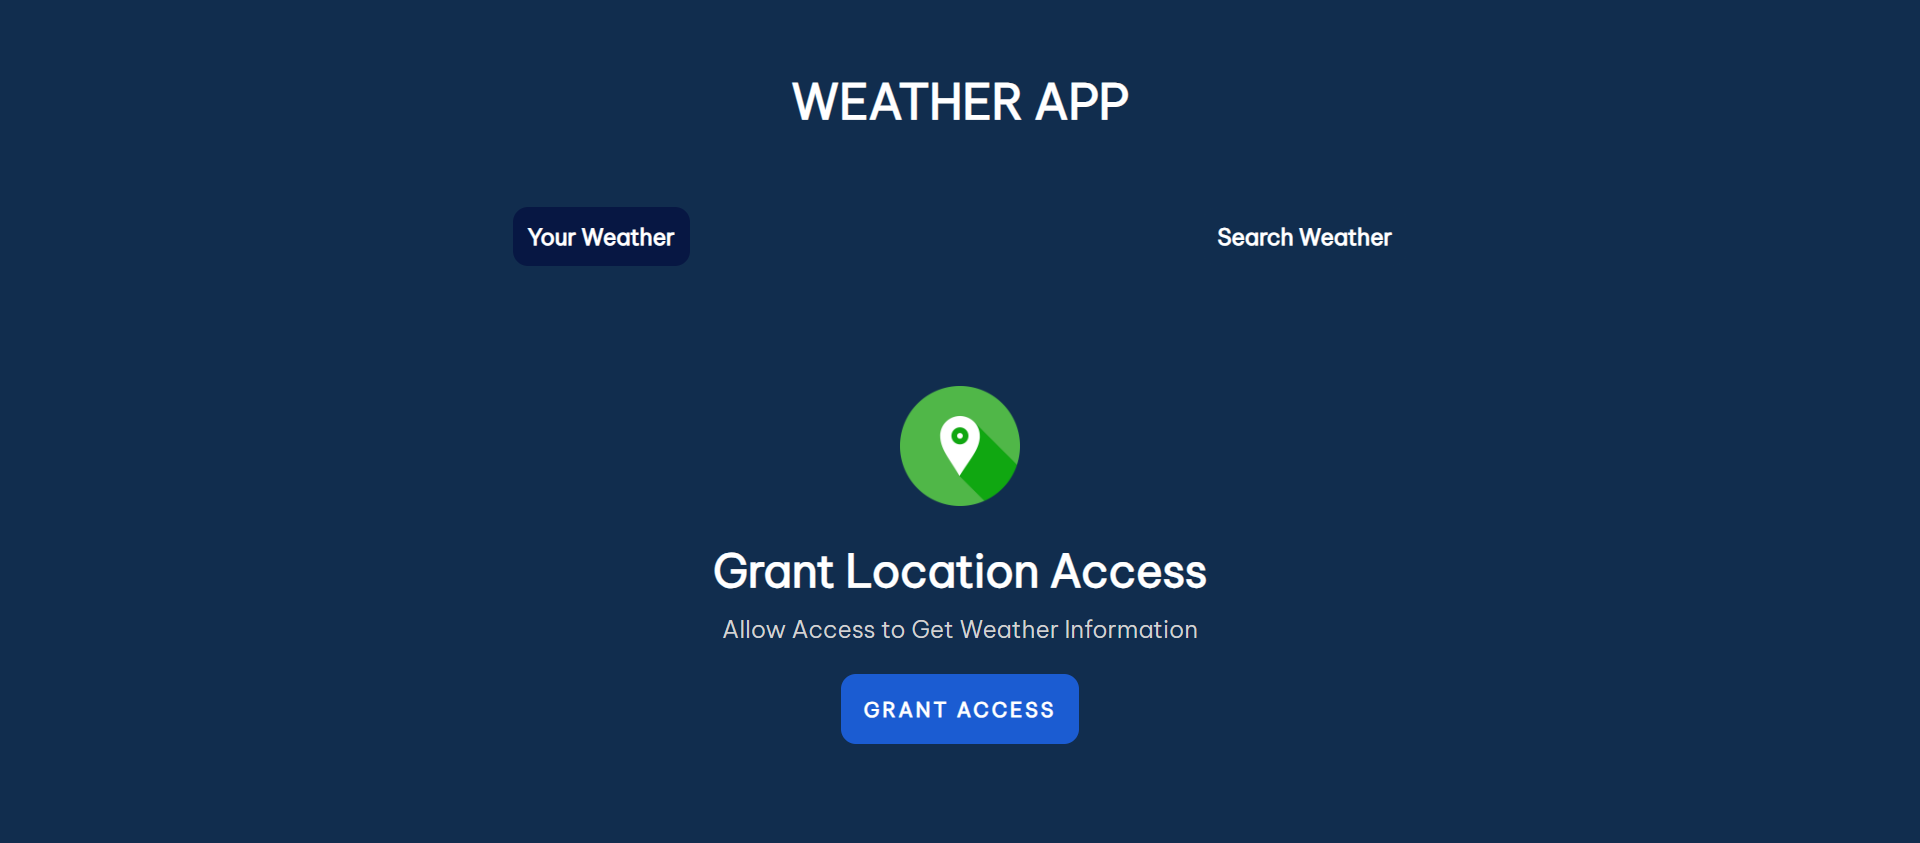 WEATHER APP
Your Weather
Search Weather
Grant Location Access
Allow Access to Get Weather Information
GRANT ACCESS